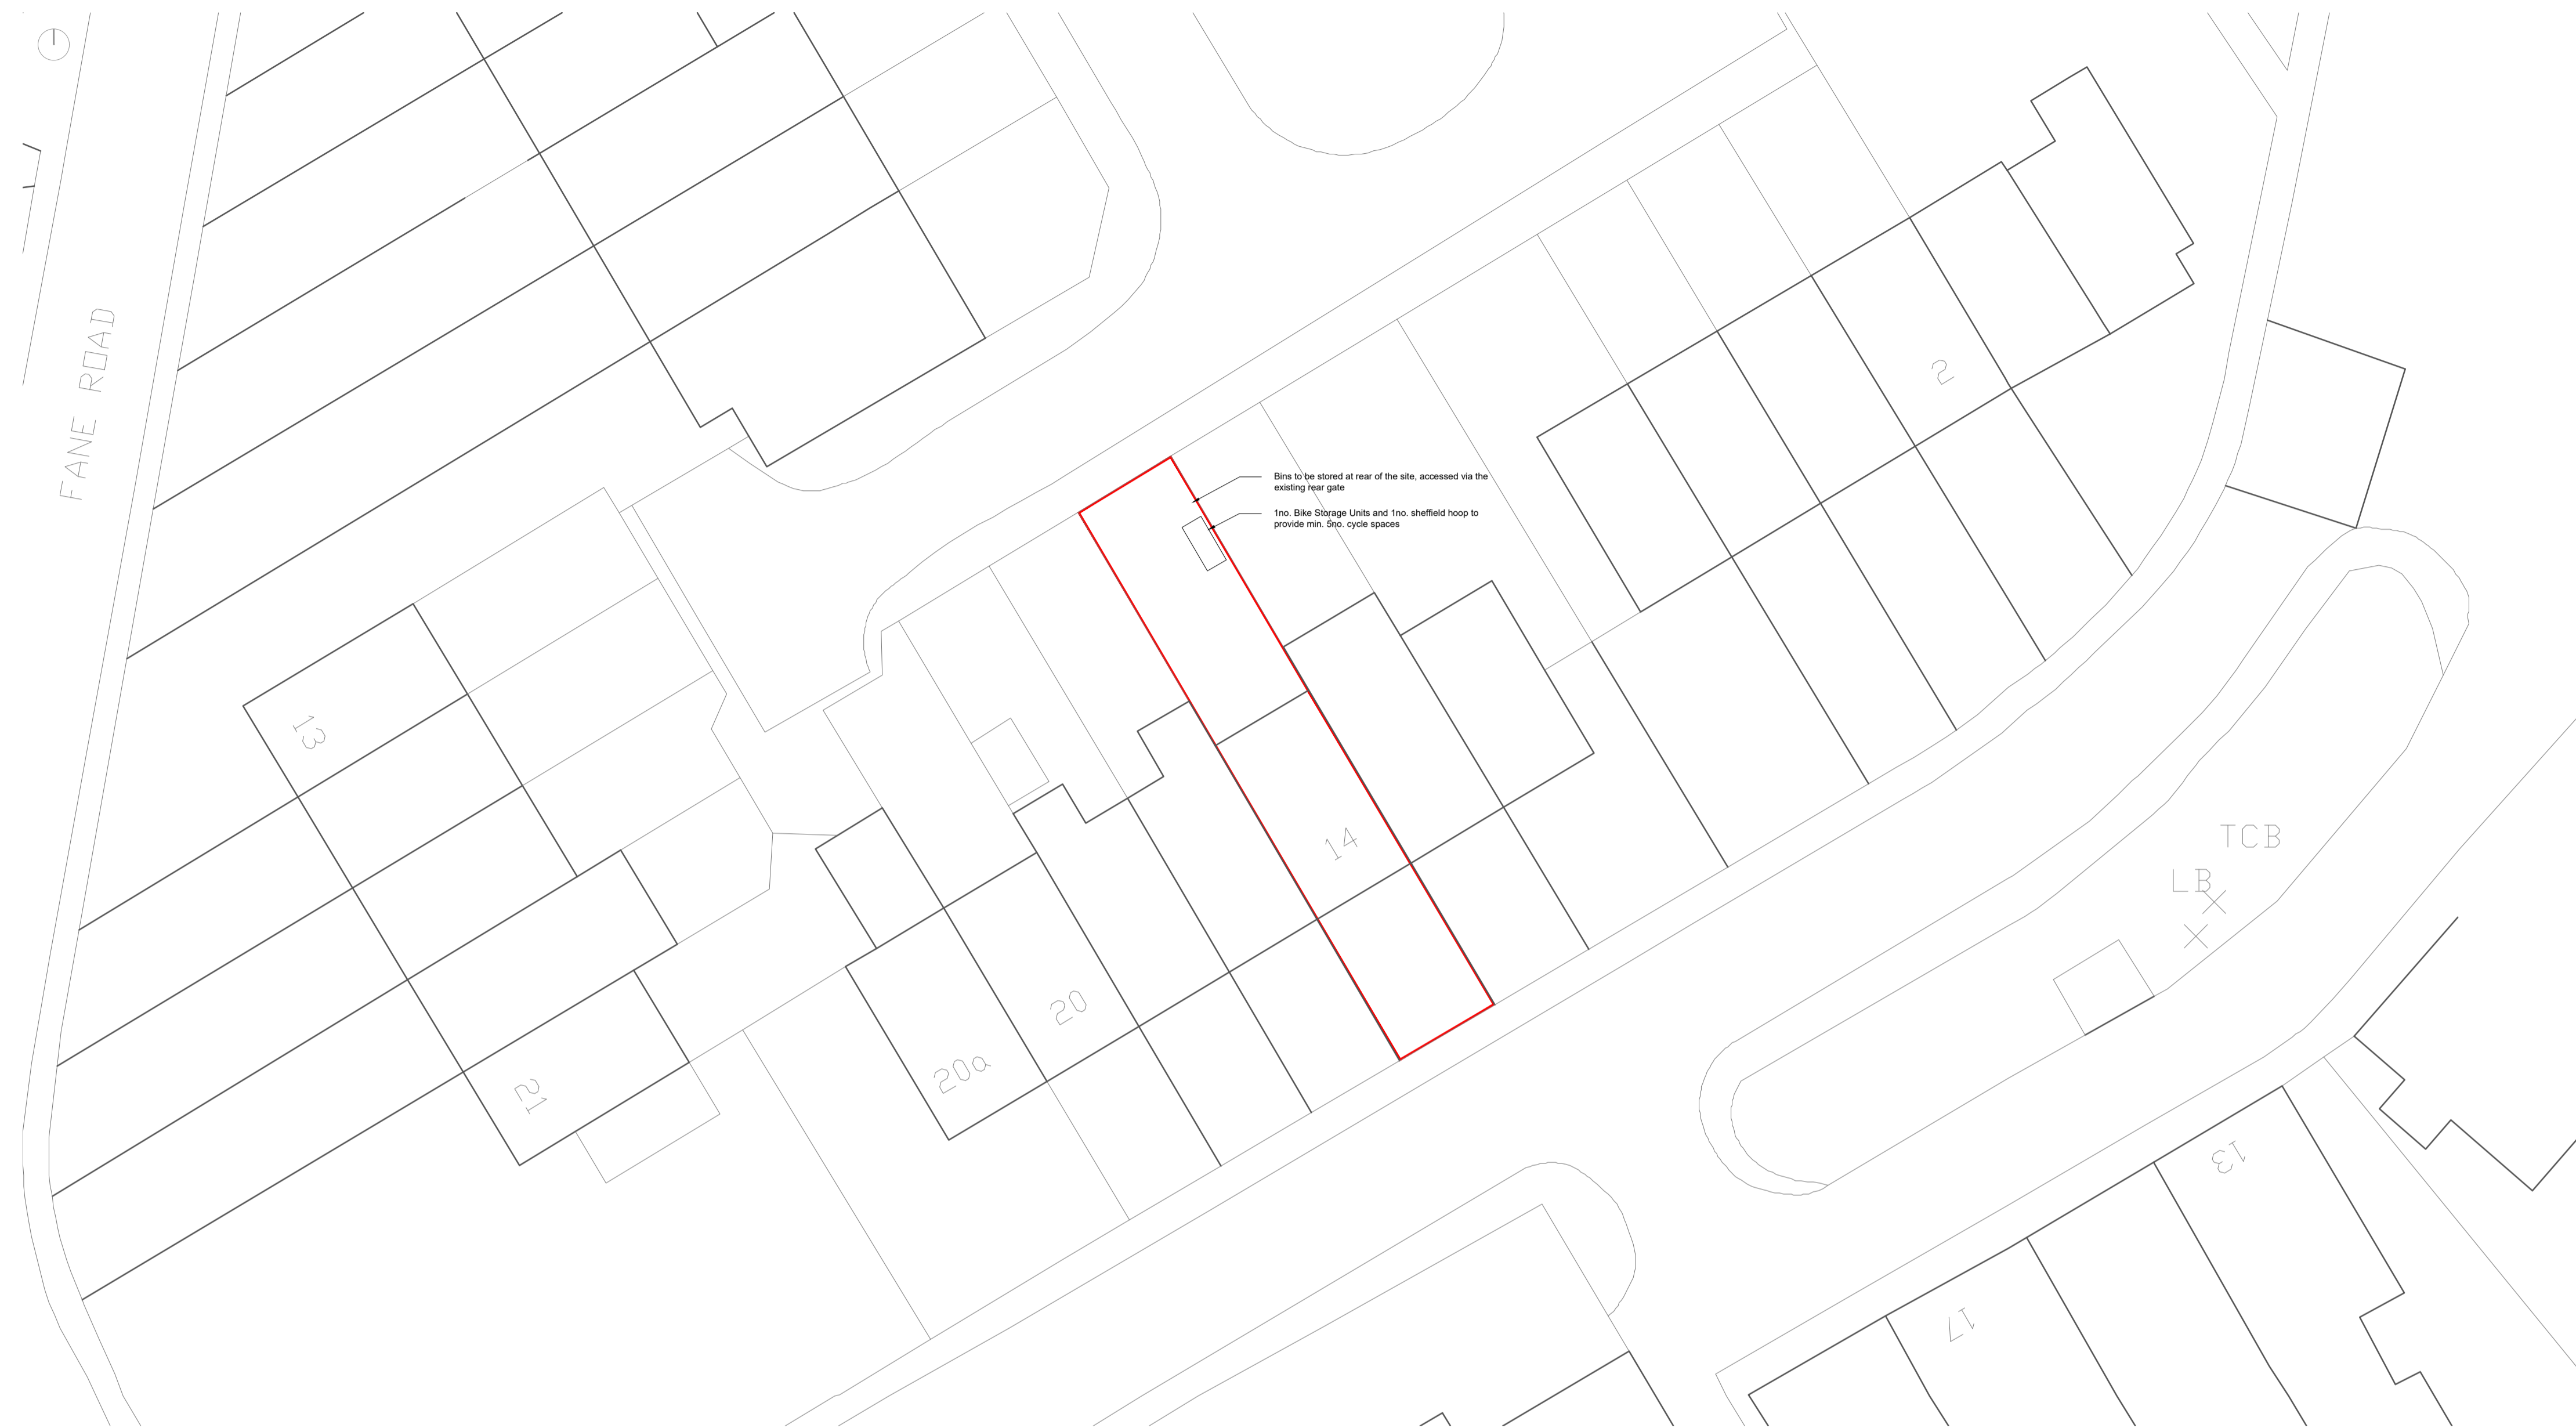 FANE ROAD
2
Bins to be stored at rear of the site, accessed via the
existing rear gate
1no. Bike Storage Units and 1no. sheffield hoop to
provide min. 5no. cycle spaces
13
14
TCB
LB
20
20a
12
13
17